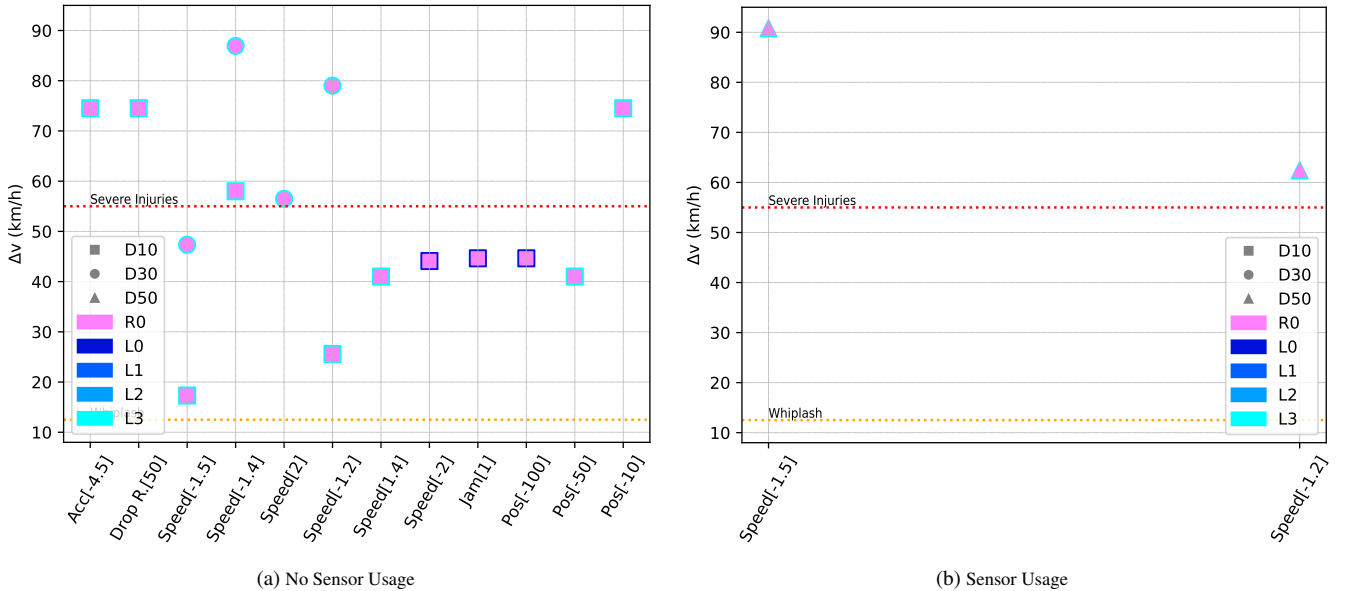 90
80
70
60
50
40
30
20
10
Δv (km/h)
Severe Injuries
Whiplash
D10
D30
D50
R0
L0
L1
L2
L3
Acc[-4.5]
Drop R.[50]
Speed[-1.5]
Speed[-1.4]
Speed[2]
Speed[-1.2]
Speed[1.4]
Speed[-2]
Jam[1]
Pos[-100]
Pos[-50]
Pos[-10]
(a) No Sensor Usage
90
80
70
60
50
40
30
20
10
Δv (km/h)
Severe Injuries
Whiplash
D10
D30
D50
R0
L0
L1
L2
L3
Speed[-1.5]
Speed[-1.2]
(b) Sensor Usage